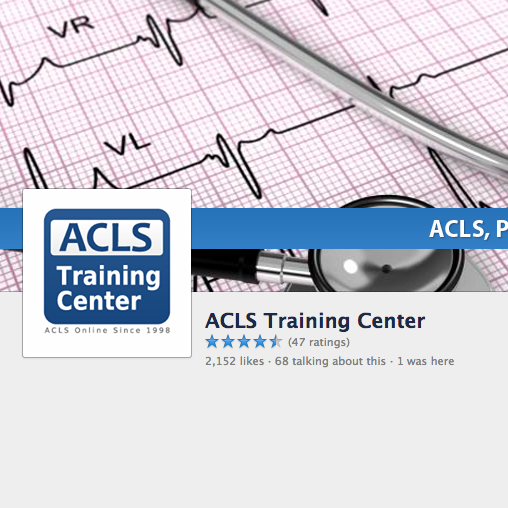 VR
VL
ACLS, P
ACLS
Training
Center
ACLS Online Since 1998
ACLS Training Center
(47 ratings)
2,152 likes · 68 talking about this · 1 was here